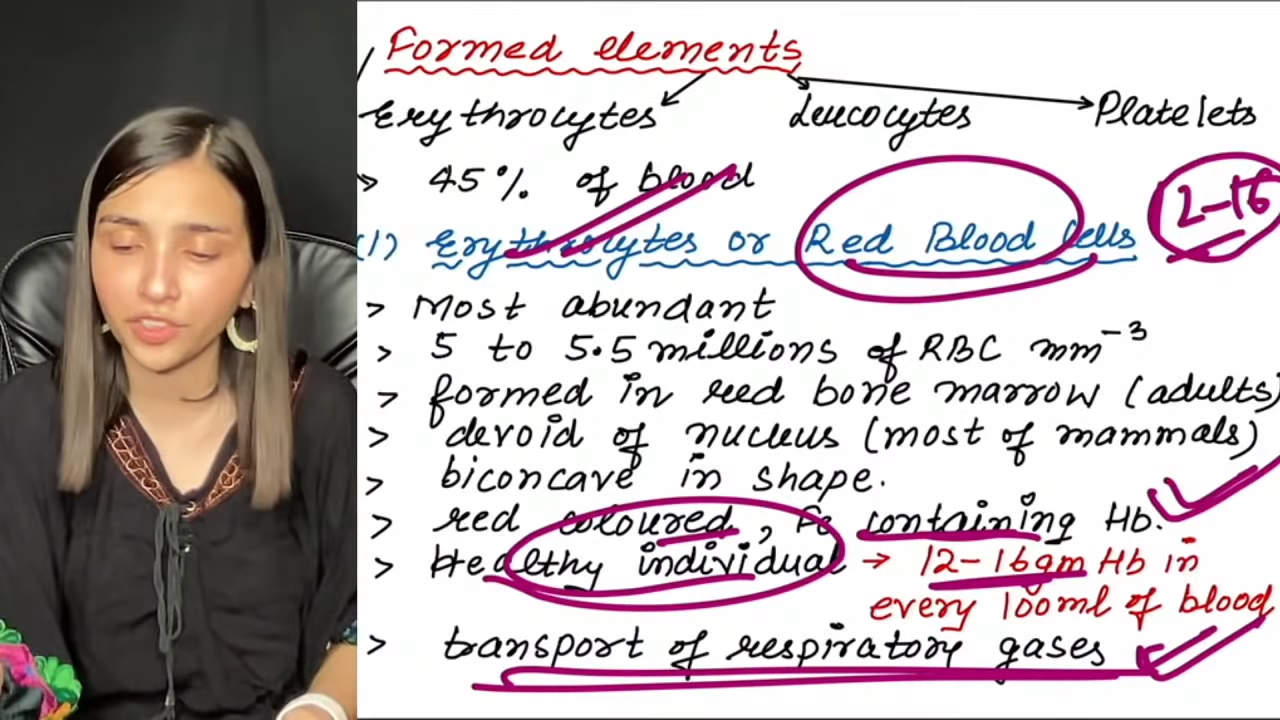 Formed elements
Erythrocytes Leucocytes Platelets
> 45% of blood
(1) Erythrocytes or Red Blood Cells 12-16
> Most abundant
> 5 to 5.5 millions of RBC mm⁻³
> formed in red bone marrow (adults)
> devoid of nucleus (most of mammals)
> biconcave in shape.
> red coloured, Fe containing Hb.
> Healthy individual → 12-16gm Hb in
every 100ml of blood
> transport of respiratory gases